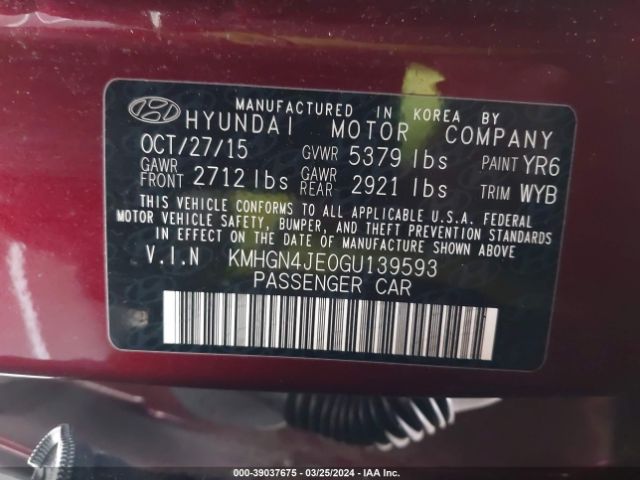 MANUFACTURED IN KOREA BY
HYUNDAI MOTOR COMPANY
OCT/27/15 GVWR 5379 lbs PAINT YR6
GAWR FRONT 2712 lbs GAWR REAR 2921 lbs TRIM WYB
THIS VEHICLE CONFORMS TO ALL APPLICABLE U.S.A. FEDERAL
MOTOR VEHICLE SAFETY, BUMPER, AND THEFT PREVENTION STANDARDS
IN EFFECT ON THE DATE OF MANUFACTURE SHOWN ABOVE
V.I.N KMHGN4JE0GU139593
PASSENGER CAR
000-39037675 — 03/25/2024 — IAA Inc.